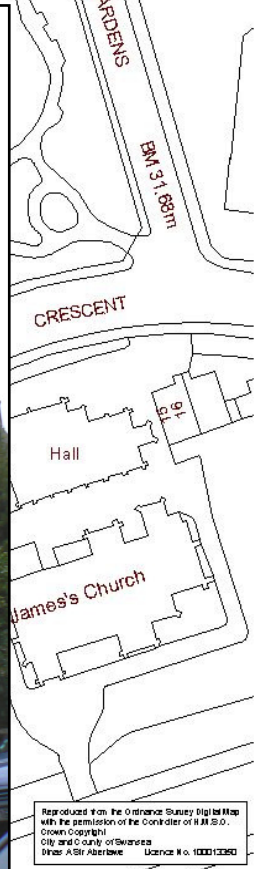 ARDENS
BM 31.68m
CRESCENT
15
16
Hall
James's Church
Reproduced from the Ordnance Survey Digital Map
with the permission of the Controller of H.M.S.O.
Crown Copyright
City and County of Swansea
Dinas A Sir Abertawe Licence No. 100013350